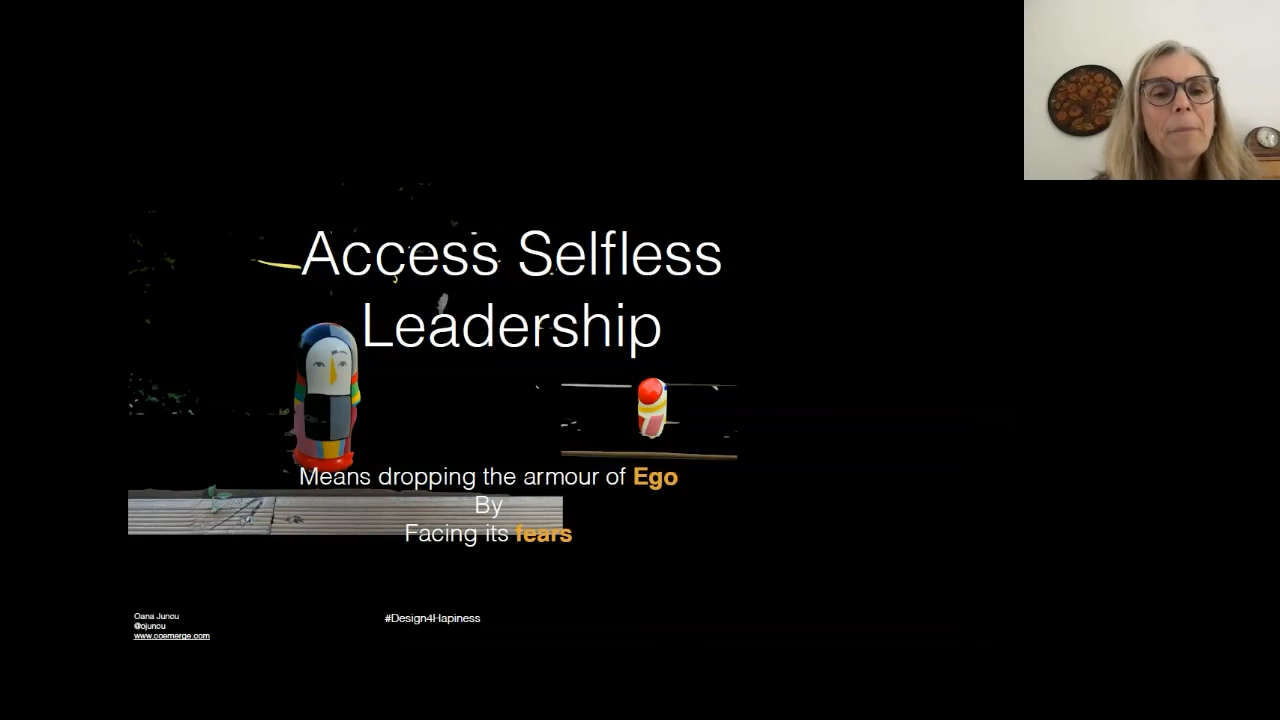 Access Selfless
Leadership
Means dropping the armour of Ego
By
Facing its fears
Oana Juncu
@ojuncu
www.coemerge.com
#Design4Hapiness